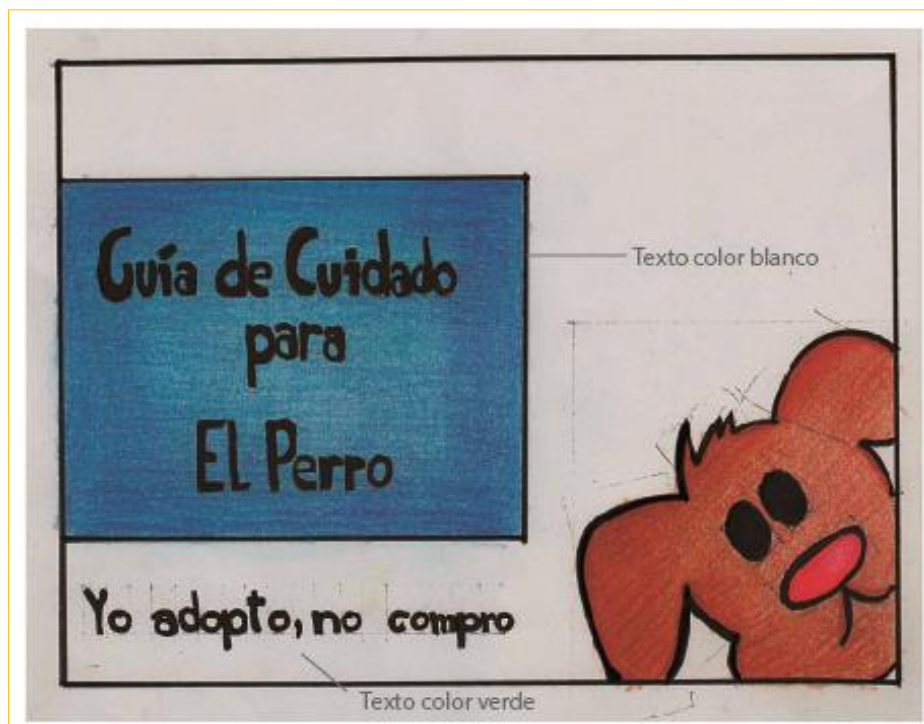 Guía de Cuidado
para
El Perro
Texto color blanco
Yo adopto, no compro
Texto color verde